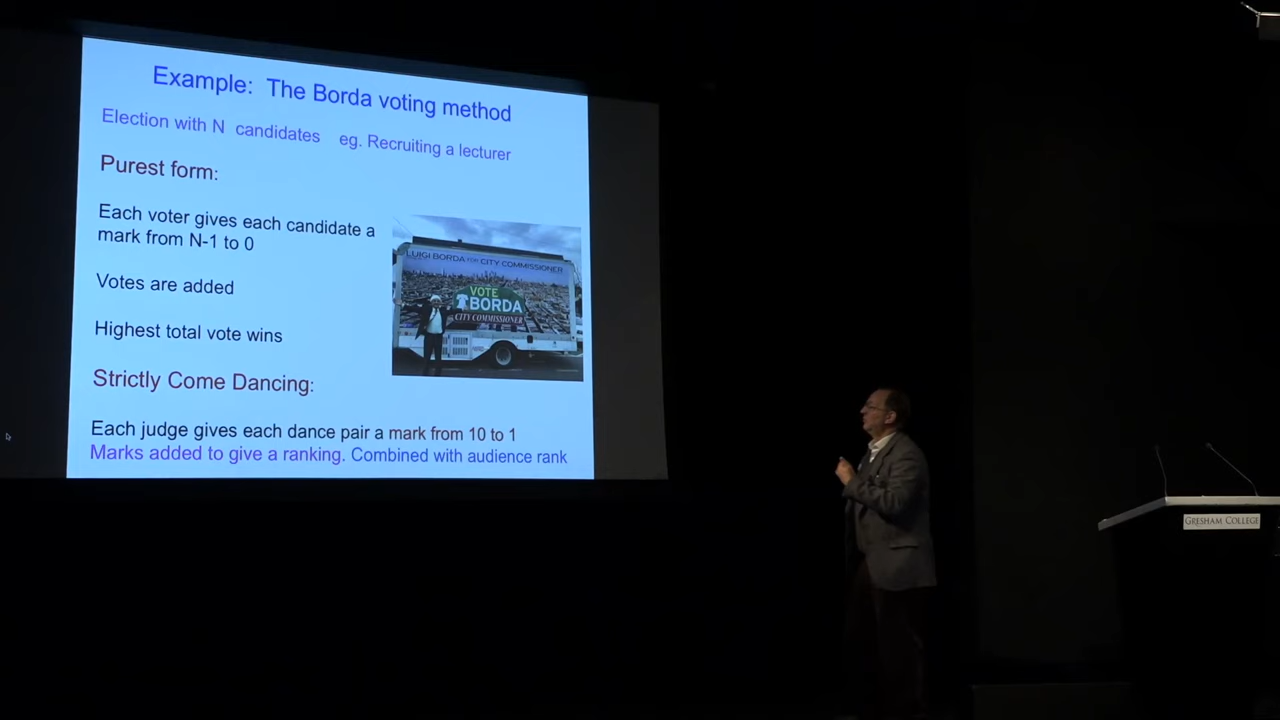 Example: The Borda voting method
Election with N candidates eg. Recruiting a lecturer
Purest form:
Each voter gives each candidate a
mark from N-1 to 0
Votes are added
Highest total vote wins
LUIGI BORDA FOR CITY COMMISSIONER
VOTE
BORDA
CITY COMMISSIONER
Strictly Come Dancing:
Each judge gives each dance pair a mark from 10 to 1
Marks added to give a ranking. Combined with audience rank
GRESHAM COLLEGE